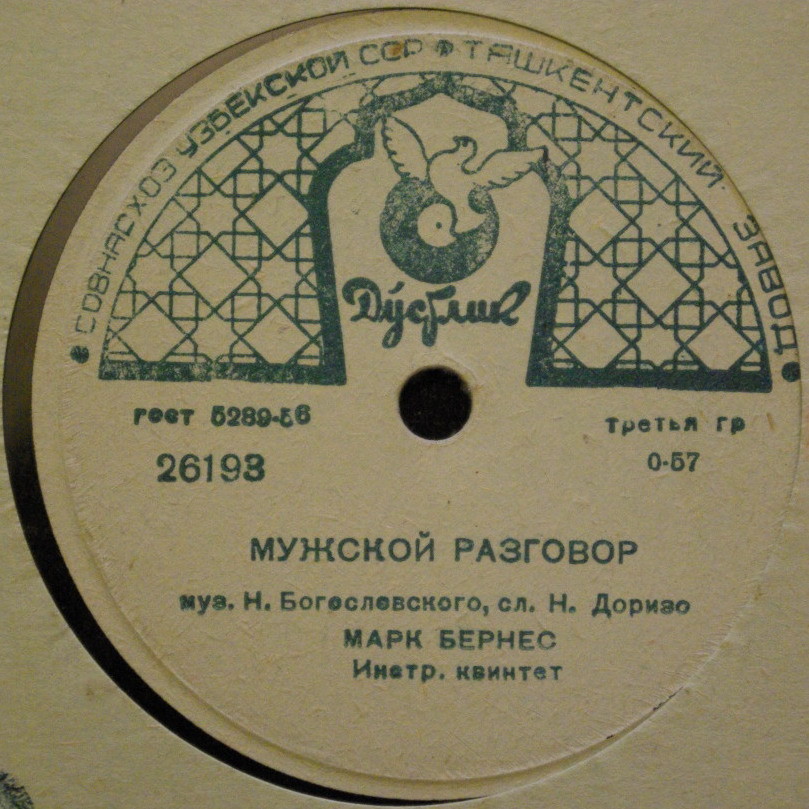 СОВНАРХОЗ УЗБЕКСКОЙ ССР • ТАШКЕНТСКИЙ ЗАВОД
Дӯстлик
гост 5289-56
третья гр
26193
0-57
МУЖСКОЙ РАЗГОВОР
муз. Н. Богословского, сл. Н. Доризо
МАРК БЕРНЕС
Инстр. квинтет